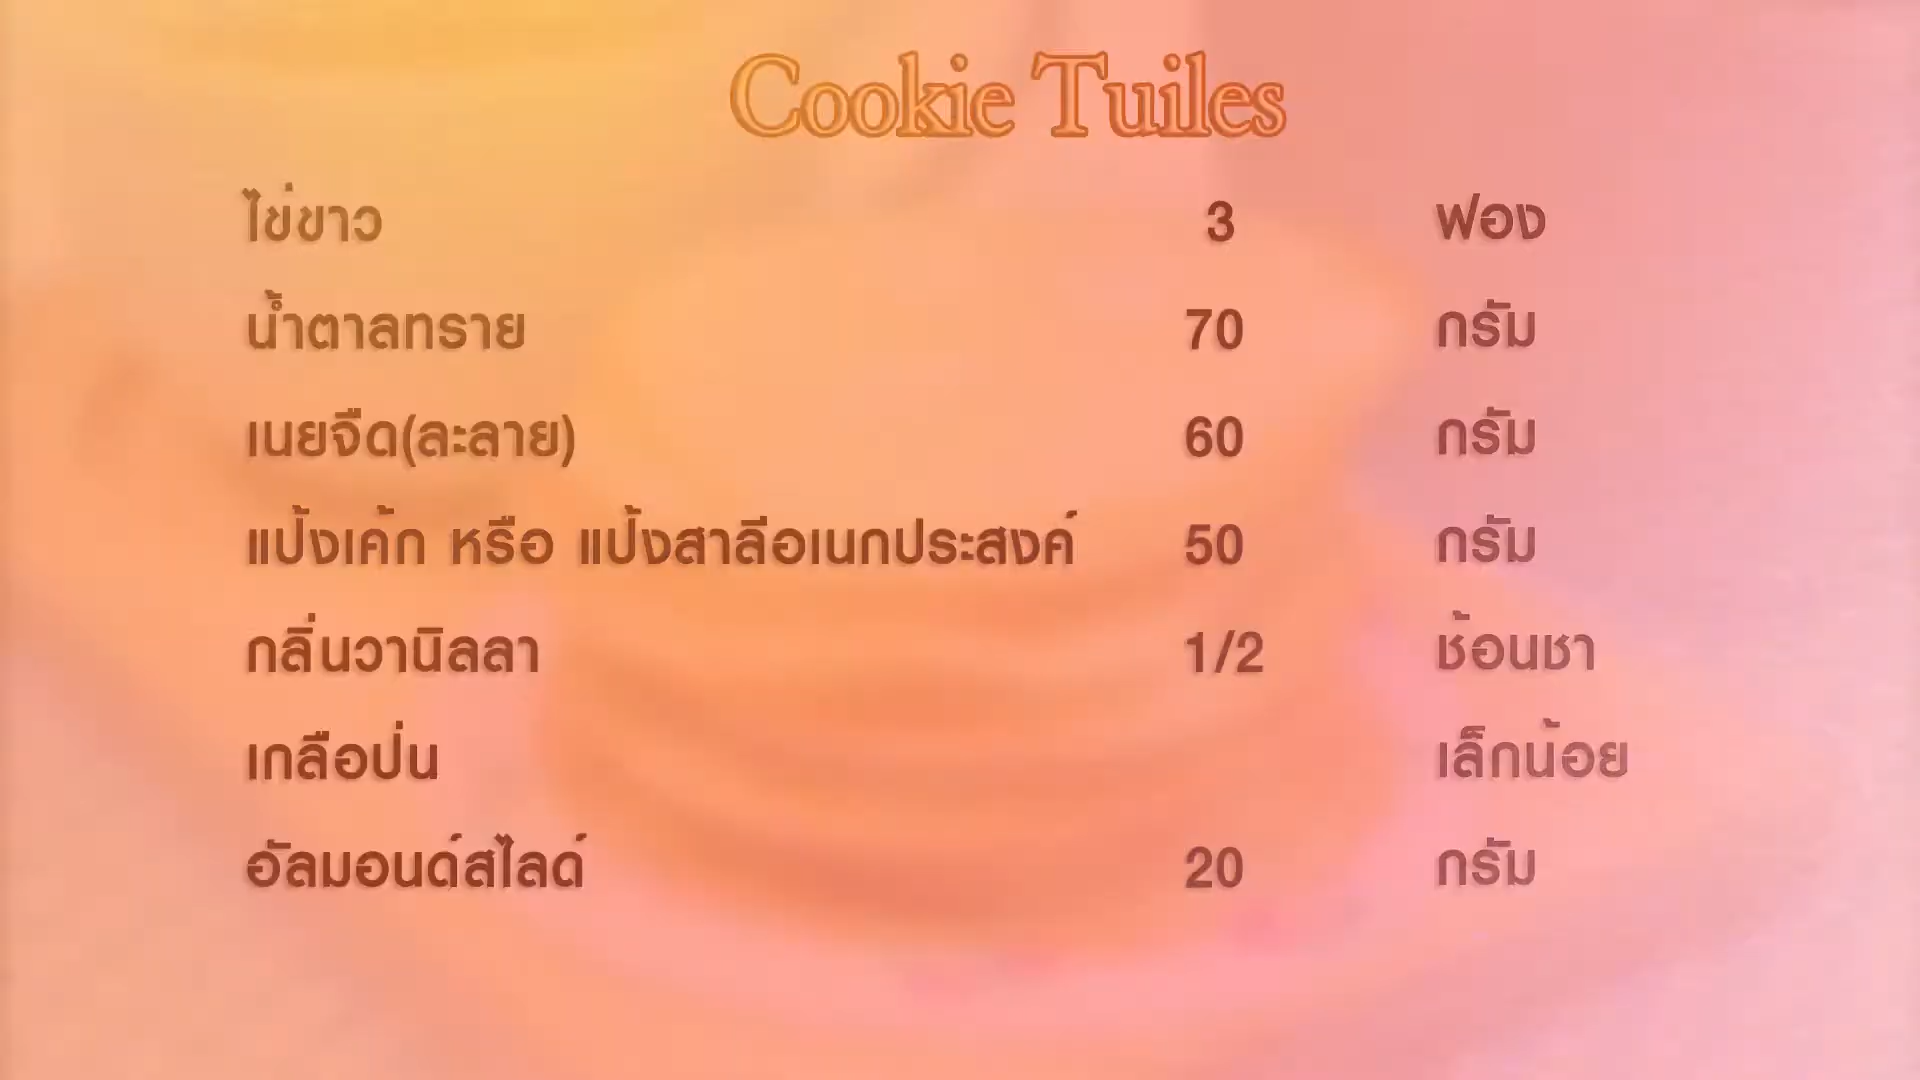 Cookie Tuiles
ไข่ขาว 3 ฟอง
น้ำตาลทราย 70 กรัม
เนยจืด(ละลาย) 60 กรัม
แป้งเค้ก หรือ แป้งสาลีอเนกประสงค์ 50 กรัม
กลิ่นวานิลลา 1/2 ช้อนชา
เกลือป่น เล็กน้อย
อัลมอนด์สไลด์ 20 กรัม